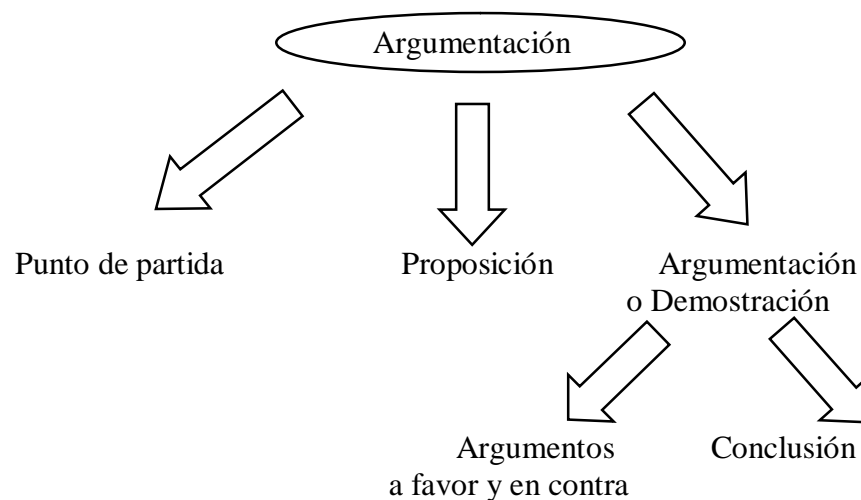 Argumentación
Punto de partida
Proposición
Argumentación
o Demostración
Argumentos
a favor y en contra
Conclusión